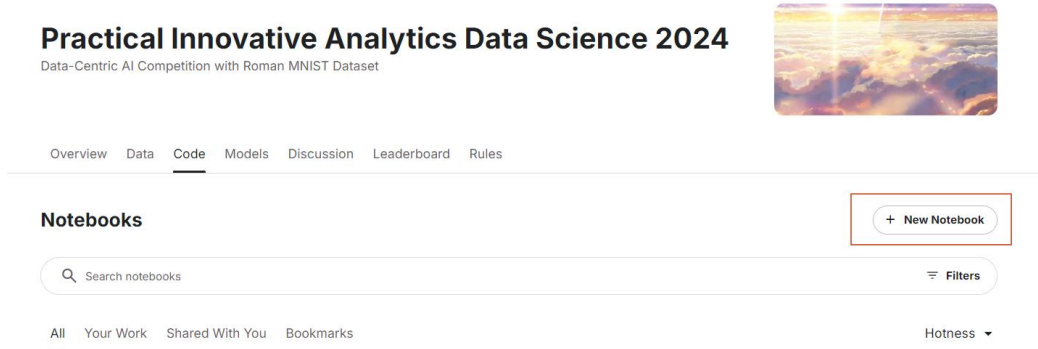 Practical Innovative Analytics Data Science 2024
Data-Centric AI Competition with Roman MNIST Dataset
Overview Data Code Models Discussion Leaderboard Rules
Notebooks
+ New Notebook
Search notebooks
Filters
All Your Work Shared With You Bookmarks
Hotness